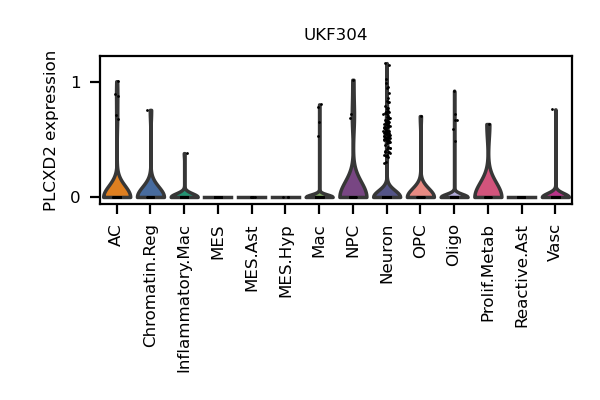 UKF304
PLCXD2 expression
1
0
AC
Chromatin.Reg
Inflammatory.Mac
MES
MES.Ast
MES.Hyp
Mac
NPC
Neuron
OPC
Oligo
Prolif.Metab
Reactive.Ast
Vasc